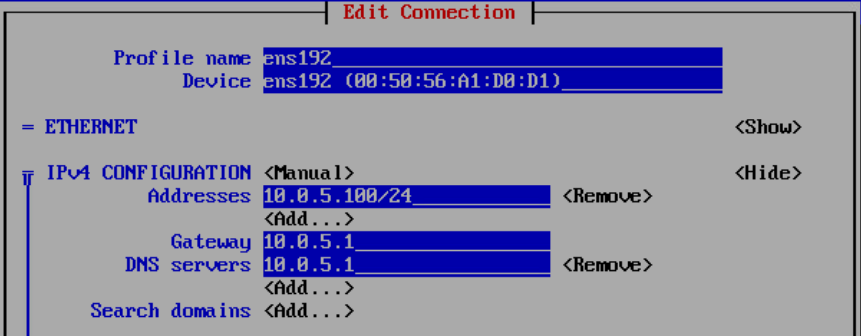 Edit Connection
Profile name ens192
Device ens192 (00:50:56:A1:D0:D1)
= ETHERNET <Show>
IPv4 CONFIGURATION <Manual> <Hide>
Addresses 10.0.5.100/24 <Remove>
<Add...>
Gateway 10.0.5.1
DNS servers 10.0.5.1 <Remove>
<Add...>
Search domains <Add...>